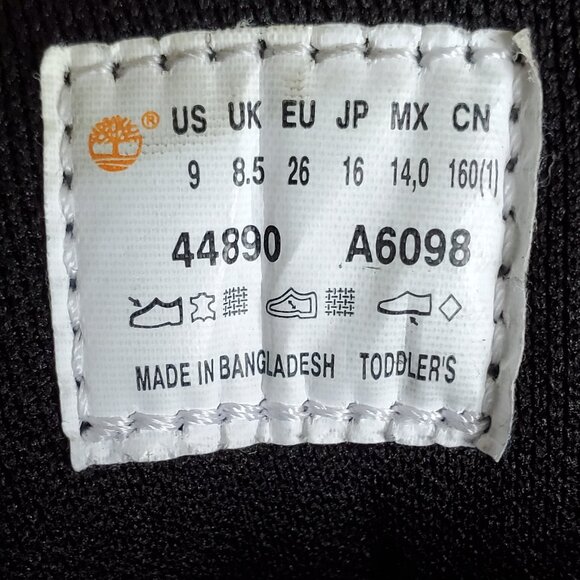 ® US UK EU JP MX CN
9 8.5 26 16 14,0 160(1)
44890 A6098
MADE IN BANGLADESH TODDLER'S